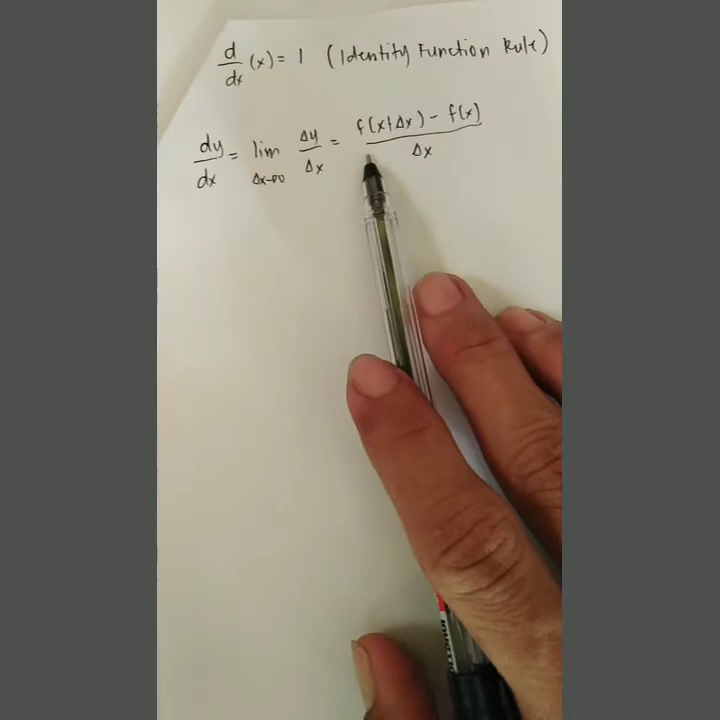 d/dx (x) = 1 (Identity Function Rule)
dy/dx = lim Δx→0 Δy/Δx = f(x+Δx) - f(x) / Δx